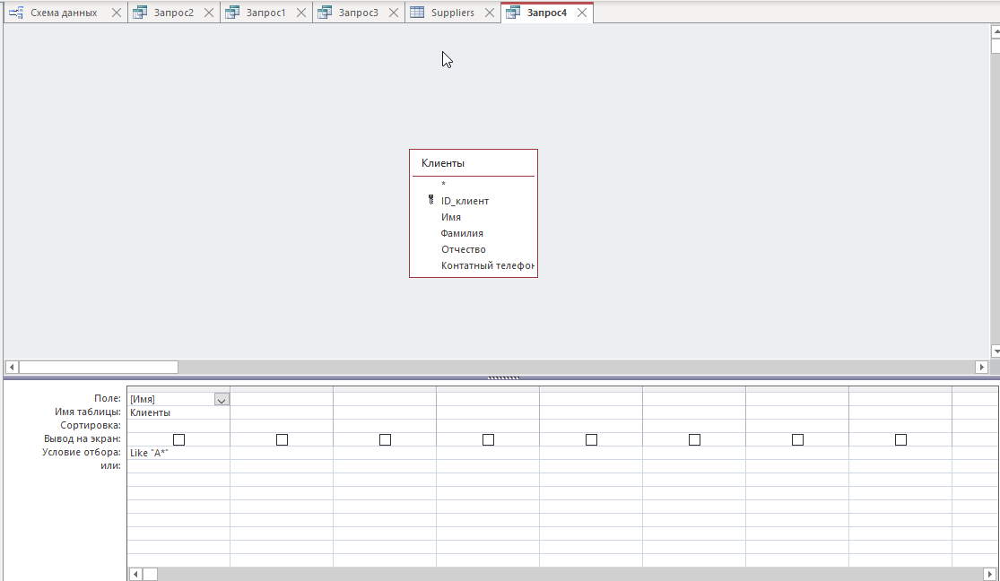 Схема данных
Запрос2
Запрос1
Запрос3
Suppliers
Запрос4
Клиенты
*
ID_клиент
Имя
Фамилия
Отчество
Контатный телефон
Поле: [Имя]
Имя таблицы: Клиенты
Сортировка:
Вывод на экран:
Условие отбора: Like "A*"
или: